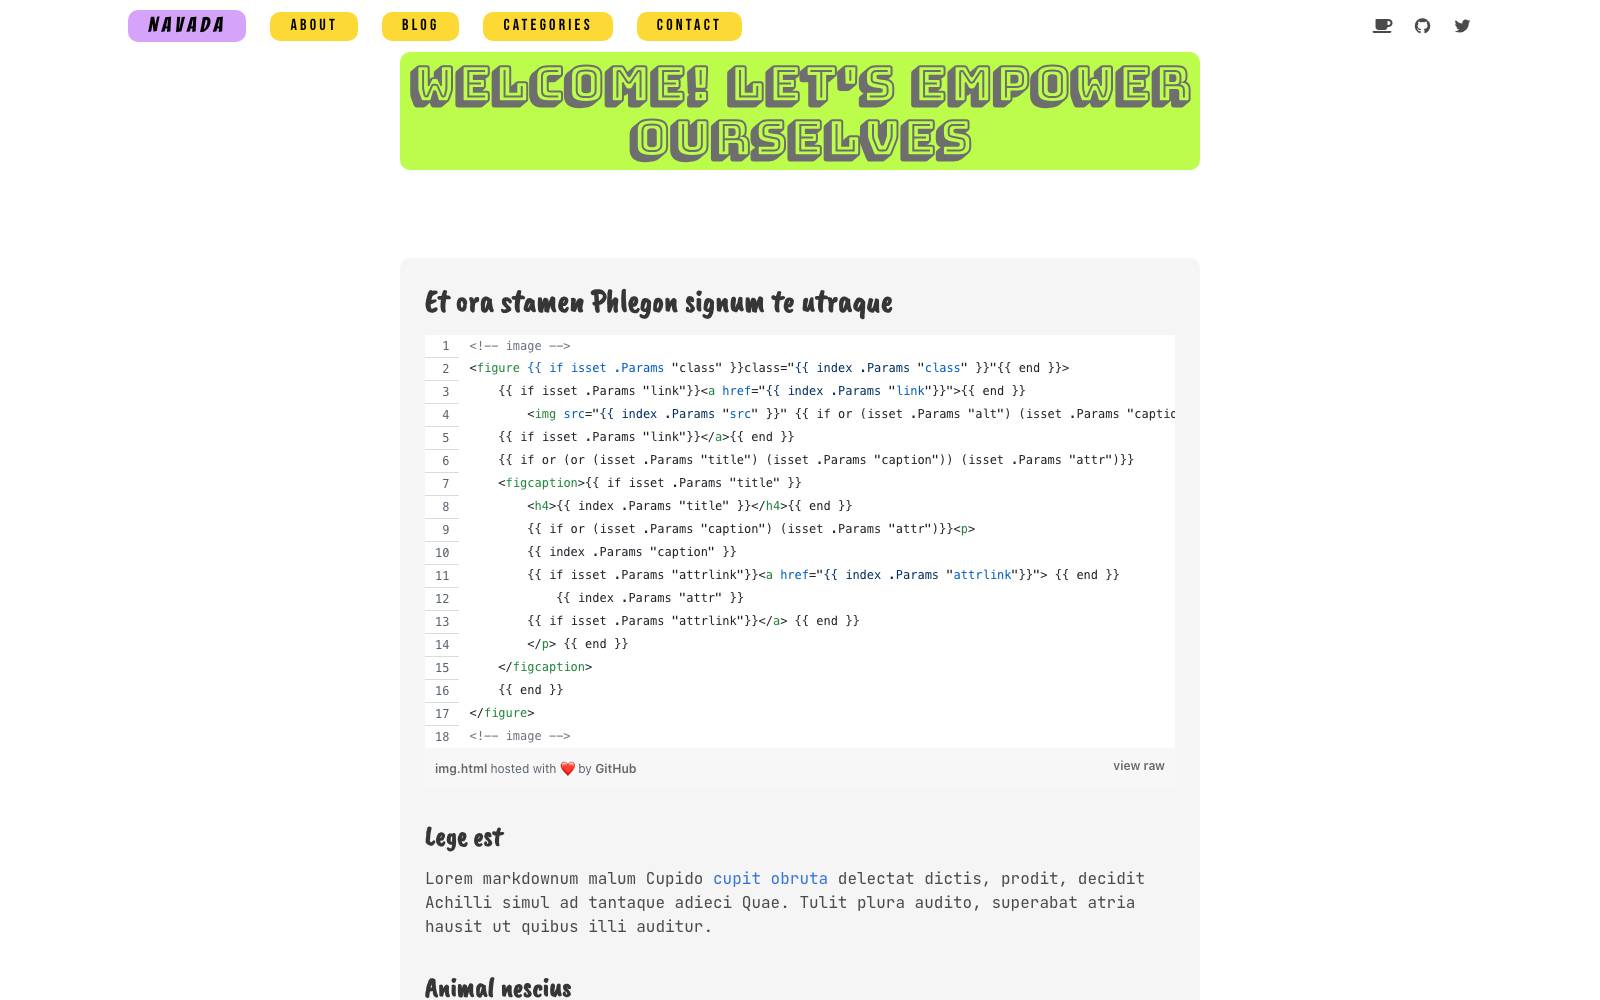 NAVADA ABOUT BLOG CATEGORIES CONTACT
WELCOME! LET'S EMPOWER
OURSELVES
Et ora stamen Phlegon signum te utraque
1 <!-- image -->
2 <figure {{ if isset .Params "class" }}class="{{ index .Params "class" }}"{{ end }}>
3     {{ if isset .Params "link"}}<a href="{{ index .Params "link"}}">{{ end }}
4         <img src="{{ index .Params "src" }}" {{ if or (isset .Params "alt") (isset .Params "captio
5     {{ if isset .Params "link"}}</a>{{ end }}
6     {{ if or (or (isset .Params "title") (isset .Params "caption")) (isset .Params "attr")}}
7     <figcaption>{{ if isset .Params "title" }}
8         <h4>{{ index .Params "title" }}</h4>{{ end }}
9         {{ if or (isset .Params "caption") (isset .Params "attr")}}<p>
10         {{ index .Params "caption" }}
11         {{ if isset .Params "attrlink"}}<a href="{{ index .Params "attrlink"}}"> {{ end }}
12             {{ index .Params "attr" }}
13         {{ if isset .Params "attrlink"}}</a> {{ end }}
14         </p> {{ end }}
15     </figcaption>
16     {{ end }}
17 </figure>
18 <!-- image -->
img.html hosted with ❤ by GitHub view raw
Lege est
Lorem markdownum malum Cupido cupit obruta delectat dictis, prodit, decidit
Achilli simul ad tantaque adieci Quae. Tulit plura audito, superabat atria
hausit ut quibus illi auditur.
Animal nescius